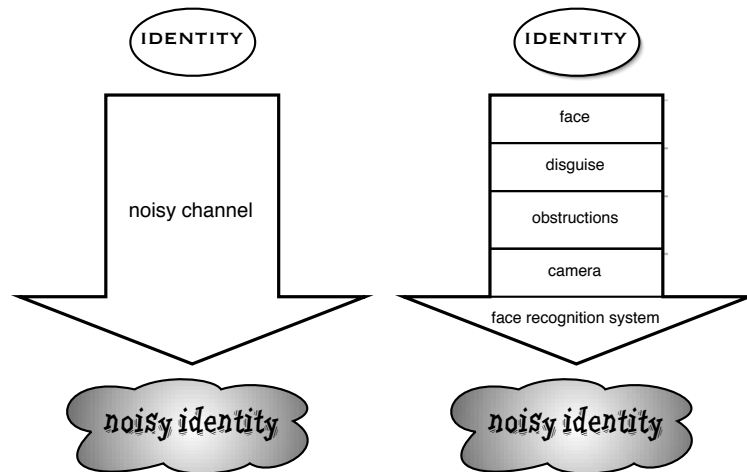 IDENTITY
noisy channel
noisy identity
IDENTITY
face
disguise
obstructions
camera
face recognition system
noisy identity